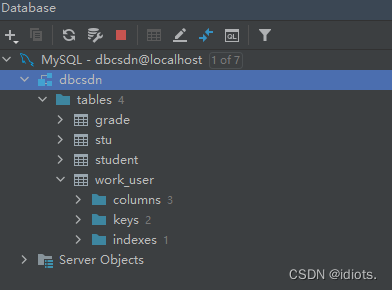 Database
QL
MySQL - dbcsdn@localhost 1 of 7
dbcsdn
tables 4
grade
stu
student
work_user
columns 3
keys 2
indexes 1
Server Objects
CSDN @idiots.